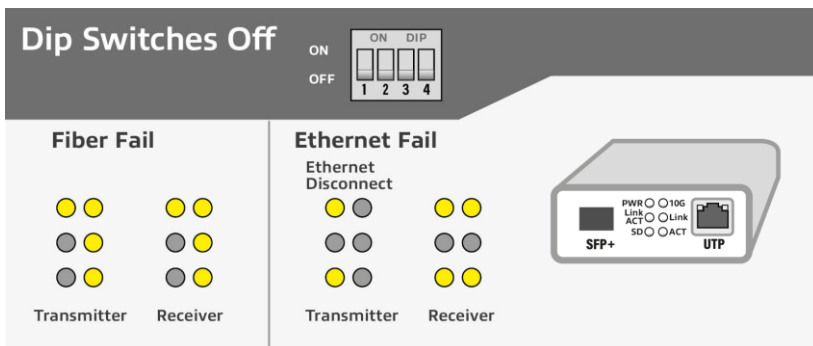 Dip Switches Off
ON
OFF
ON DIP
1 2 3 4
Fiber Fail
Transmitter Receiver
Ethernet Fail
Ethernet
Disconnect
Transmitter Receiver
PWR 10G
Link
ACT Link
SD ACT
SFP+ UTP